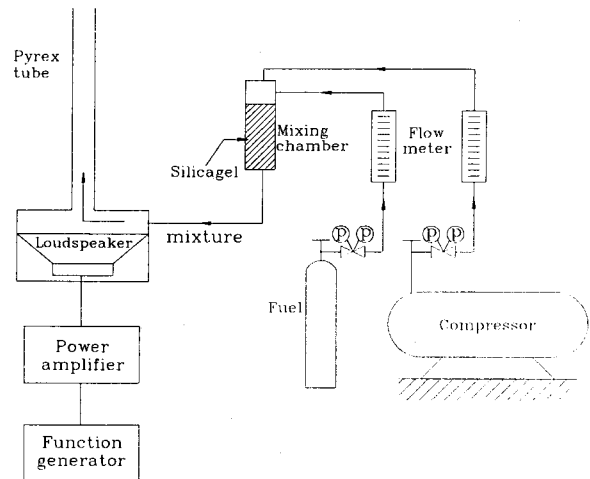 Pyrex
tube
Mixing
chamber
Silicagel
Flow
meter
mixture
Loudspeaker
P P
P P
Fuel
Compressor
Power
amplifier
Function
generator